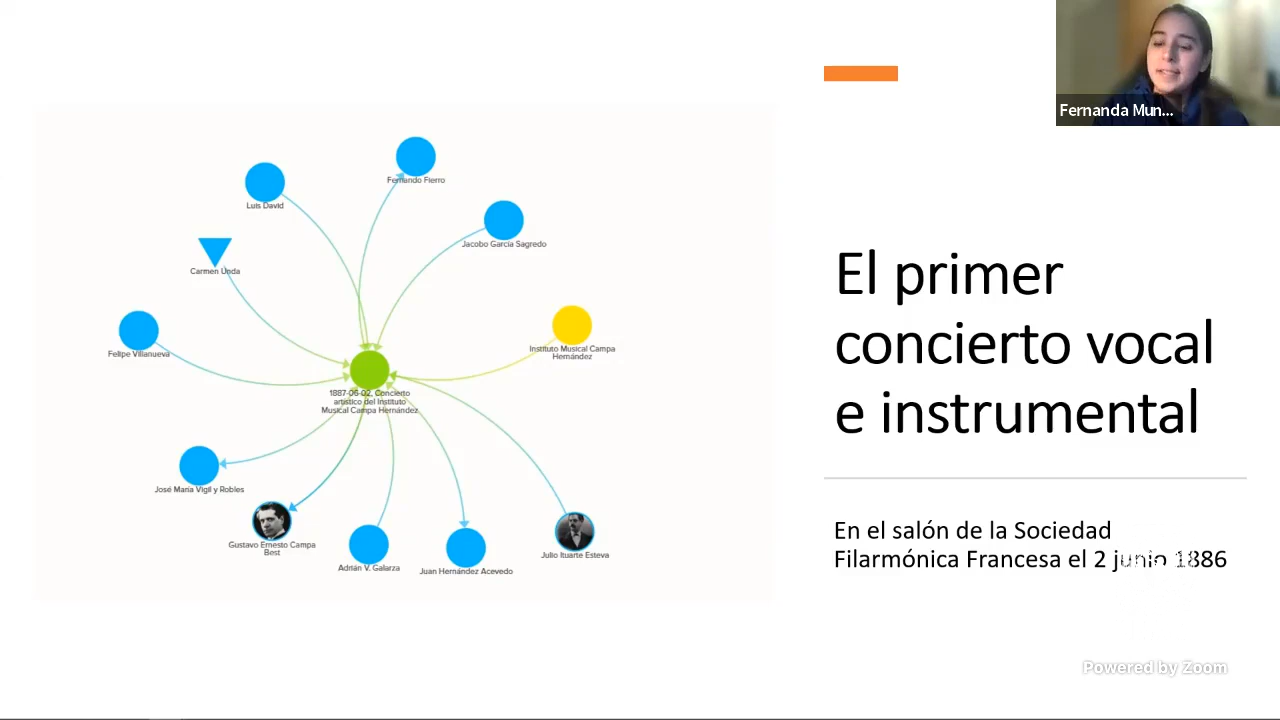 Fernanda Mun...
Fernando Fierro
Luis David
Jacobo García Sagredo
Carmen Unda
Felipe Villanueva
Instituto Musical Campa
Hernández
1887-06-02, Concierto
artístico del Instituto
Musical Campa Hernández
José María Vigil y Robles
Gustavo Ernesto Campa
Best
Adrián V. Galarza
Juan Hernández Acevedo
Julio Ituarte Esteva
El primer
concierto vocal
e instrumental
En el salón de la Sociedad
Filarmónica Francesa el 2 junio 1886
Powered by Zoom